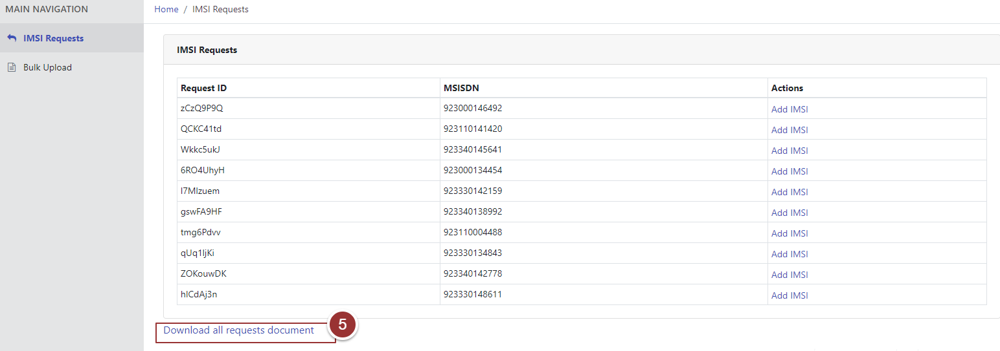 MAIN NAVIGATION
Home / IMSI Requests
IMSI Requests
Bulk Upload
IMSI Requests
Request ID MSISDN Actions
zCzQ9P9Q 923000146492 Add IMSI
QCKC41td 923110141420 Add IMSI
Wkkc5ukJ 923340145641 Add IMSI
6RO4UhyH 923000134454 Add IMSI
I7MIzuem 923330142159 Add IMSI
gswFA9HF 923340138992 Add IMSI
tmg6Pdvv 923110004488 Add IMSI
qUq1IjKi 923330134843 Add IMSI
ZOKouwDK 923340142778 Add IMSI
hICdAj3n 923330148611 Add IMSI
Download all requests document 5